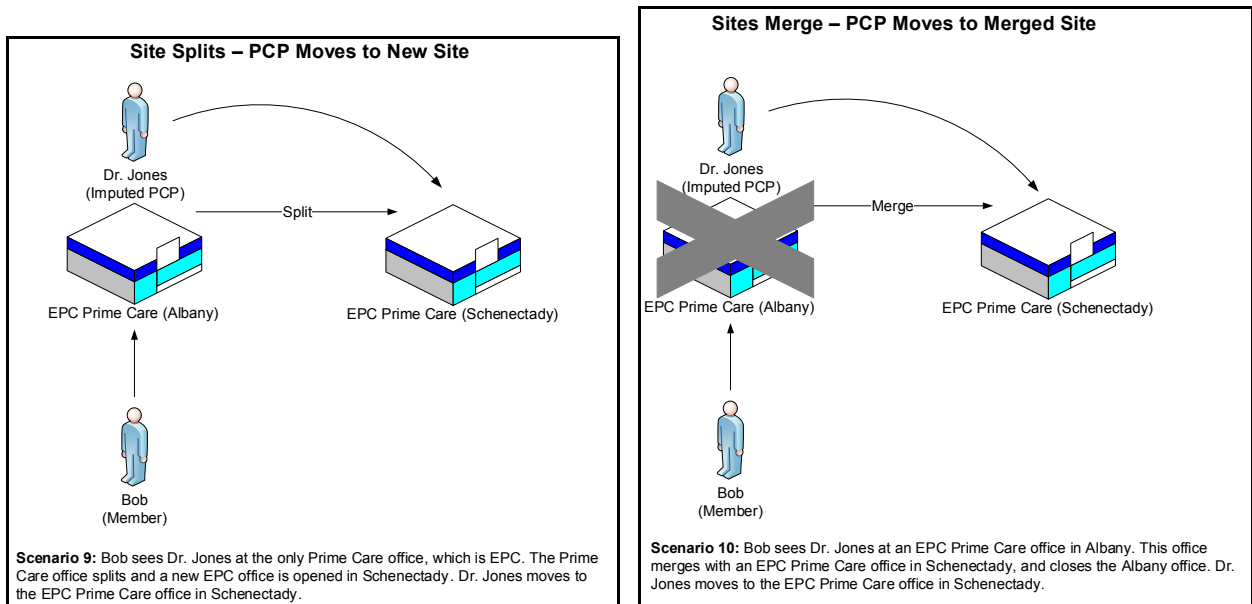 Site Splits – PCP Moves to New Site
Dr. Jones
(Imputed PCP)
Split
EPC Prime Care (Albany)
EPC Prime Care (Schenectady)
Bob
(Member)
Scenario 9: Bob sees Dr. Jones at the only Prime Care office, which is EPC. The Prime
Care office splits and a new EPC office is opened in Schenectady. Dr. Jones moves to
the EPC Prime Care office in Schenectady.
Sites Merge – PCP Moves to Merged Site
Dr. Jones
(Imputed PCP)
Merge
EPC Prime Care (Albany)
EPC Prime Care (Schenectady)
Bob
(Member)
Scenario 10: Bob sees Dr. Jones at an EPC Prime Care office in Albany. This office
merges with an EPC Prime Care office in Schenectady, and closes the Albany office. Dr.
Jones moves to the EPC Prime Care office in Schenectady.